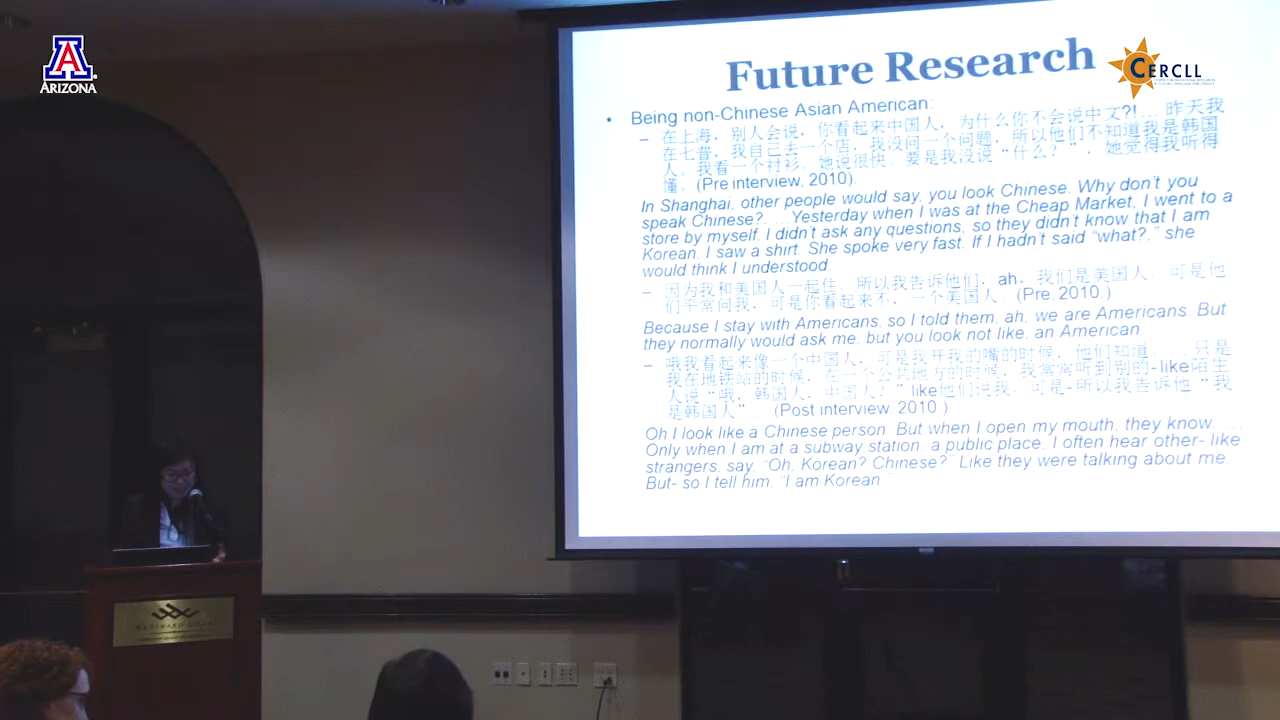 A
ARIZONA
CERCLL
Future Research
• Being non-Chinese Asian American:
– 在上海，别人会说，你看起来中国人，为什么你不会说中文?!... 昨天我
在七普，我自己去一个店，我没问一个问题，所以他们不知道我是韩国
人。我看一个衬衫。她说很快。要是我没说“什么？”，她觉得我听得
懂。(Pre interview, 2010).
In Shanghai, other people would say, you look Chinese. Why don't you
speak Chinese?. ...Yesterday when I was at the Cheap Market, I went to a
store by myself. I didn't ask any questions, so they didn't know that I am
Korean. I saw a shirt. She spoke very fast. If I hadn't said "what?," she
would think I understood.
– 因为我和美国人一起住，所以我告诉他们，ah，我们是美国人。可是他
们平常问我，可是你看起来不，一个美国人。(Pre, 2010.)
Because I stay with Americans, so I told them, ah, we are Americans. But
they normally would ask me, but you look not like, an American.
– 哦我看起来像一个中国人，可是我开我的嘴的时候，他们知道。... 只是
我在地铁站的时候，在一个公共地方的时候，我常常听到别的-like陌生
人说“哦，韩国人，中国人？”like他们说我。可是-所以我告诉他“我
是韩国人”。(Post interview, 2010.)
Oh I look like a Chinese person. But when I open my mouth, they know. ...
Only when I am at a subway station, a public place, I often hear other- like
strangers, say, "Oh, Korean? Chinese?" Like they were talking about me.
But- so I tell him, "I am Korean."